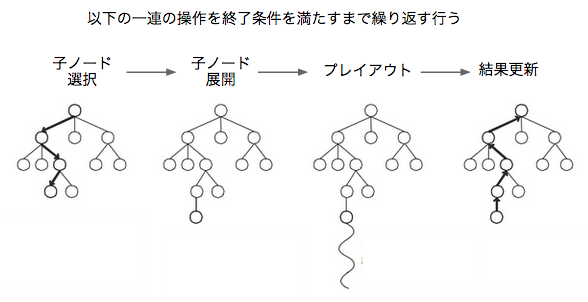 以下の一連の操作を終了条件を満たすまで繰り返す行う
子ノード
選択
子ノード
展開
プレイアウト
結果更新